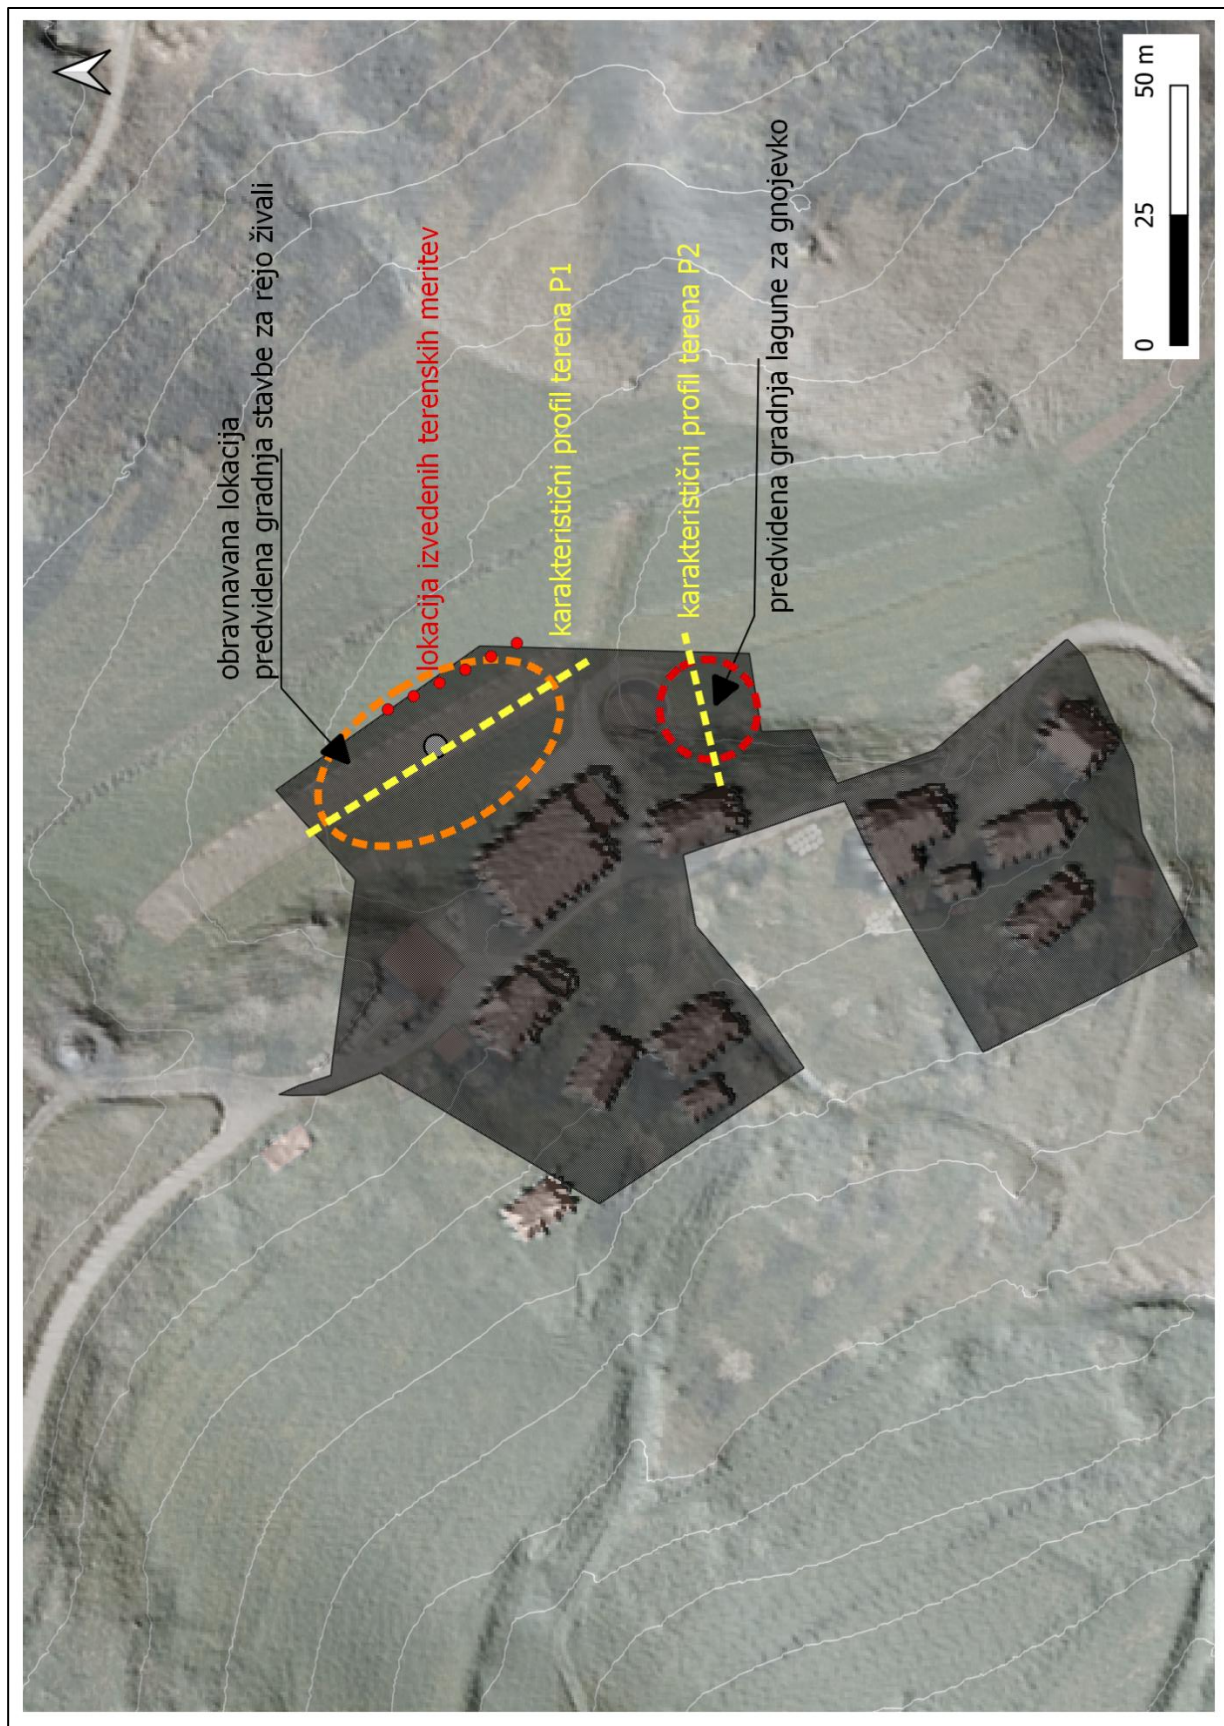 obravnavana lokacija
predvidena gradnja stavbe za rejo živali
lokacija izvedenih terenskih meritev
karakteristični profil terena P1
karakteristični profil terena P2
predvidena gradnja lagune za gnojevko
0 25 50 m